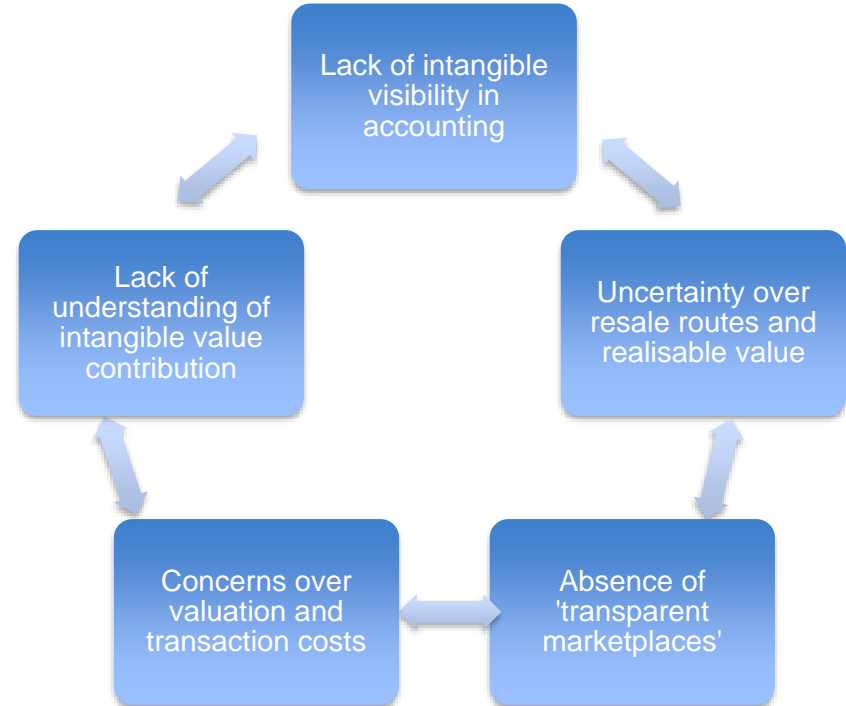 Lack of intangible
visibility in
accounting
Lack of
understanding of
intangible value
contribution
Uncertainty over
resale routes and
realisable value
Concerns over
valuation and
transaction costs
Absence of
'transparent
marketplaces'